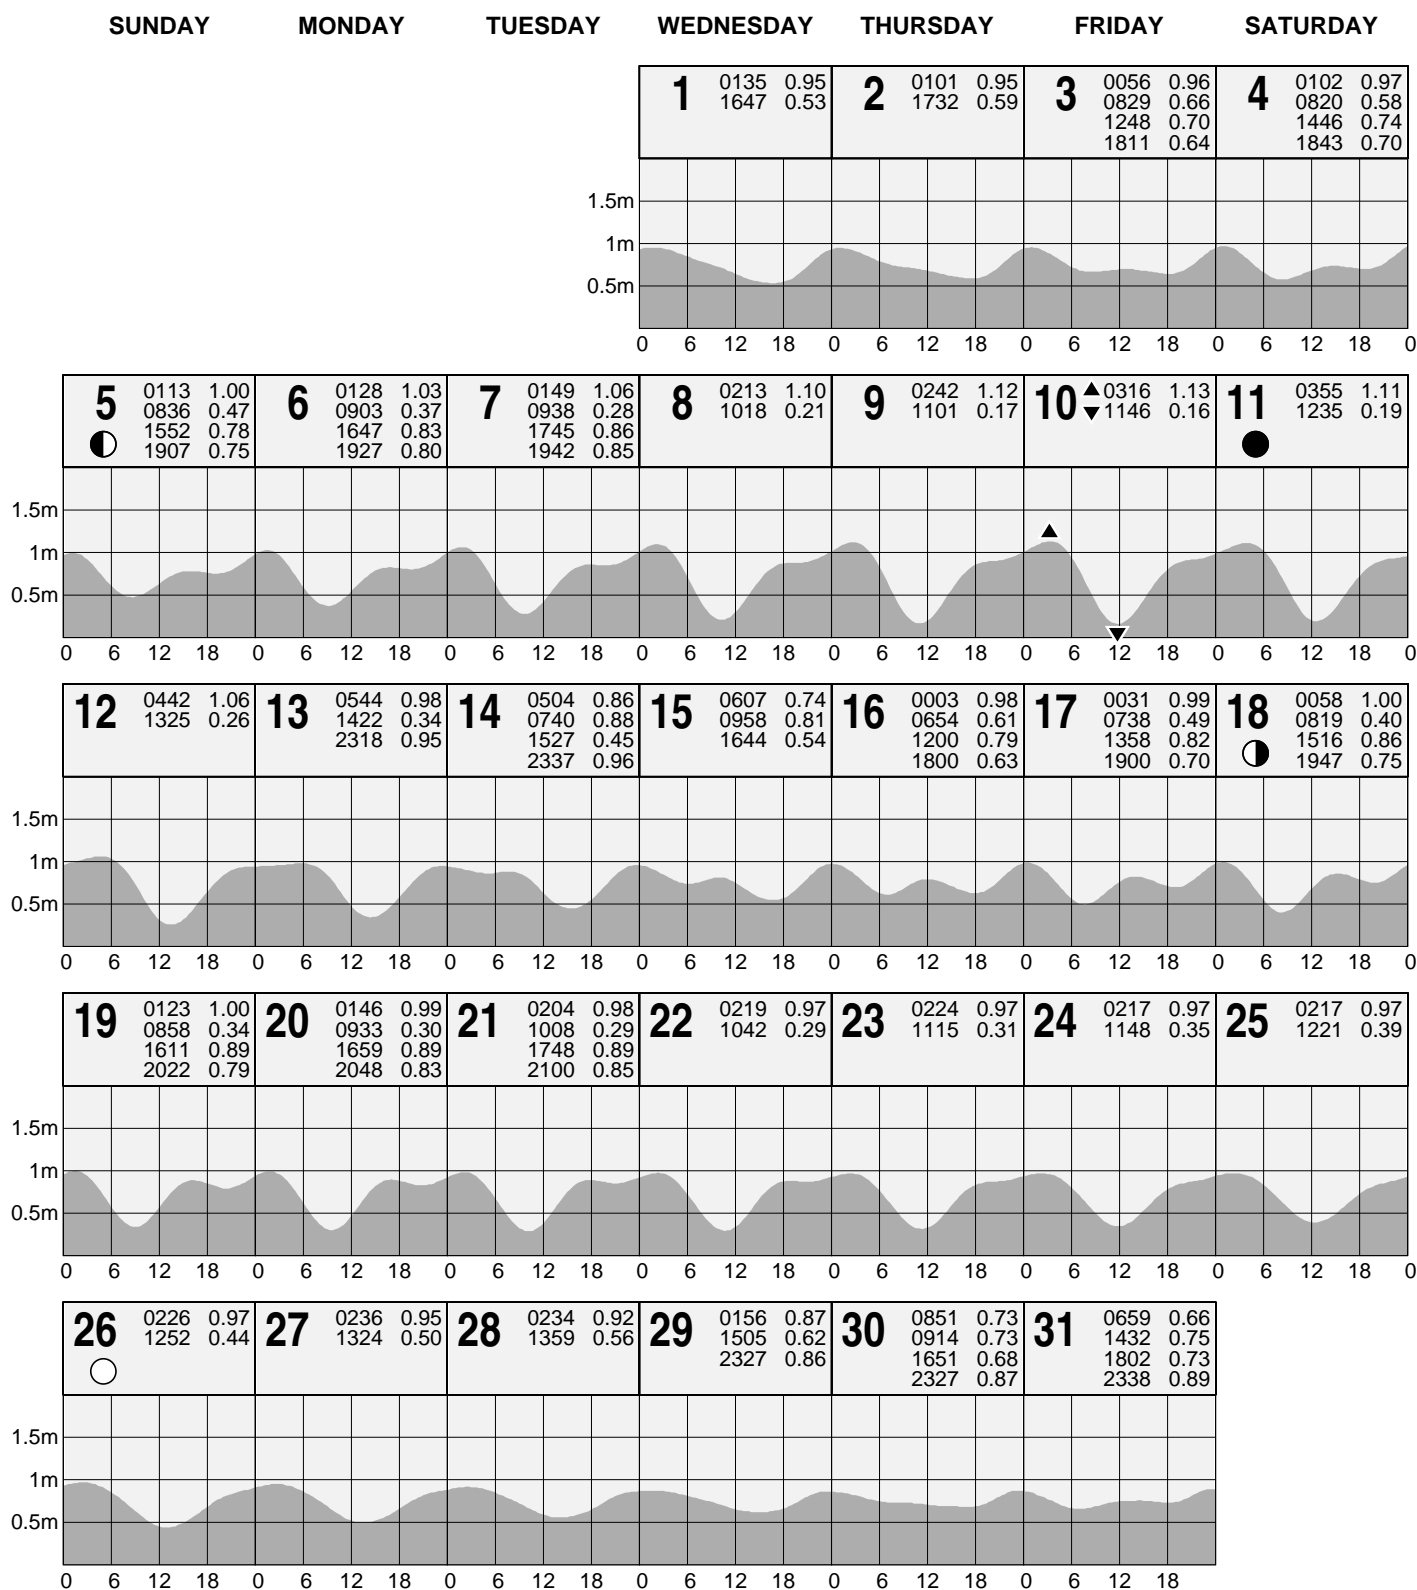 SUNDAY MONDAY TUESDAY WEDNESDAY THURSDAY FRIDAY SATURDAY
1 0135 0.95
1647 0.53
2 0101 0.95
1732 0.59
3 0056 0.96
0829 0.66
1248 0.70
1811 0.64
4 0102 0.97
0820 0.58
1446 0.74
1843 0.70
1.5m
1m
0.5m
0 6 12 18 0 6 12 18 0 6 12 18 0 6 12 18 0
5 0113 1.00
0836 0.47
1552 0.78
1907 0.75
6 0128 1.03
0903 0.37
1647 0.83
1927 0.80
7 0149 1.06
0938 0.28
1745 0.86
1942 0.85
8 0213 1.10
1018 0.21
9 0242 1.12
1101 0.17
10 0316 1.13
1146 0.16
11 0355 1.11
1235 0.19
1.5m
1m
0.5m
0 6 12 18 0 6 12 18 0 6 12 18 0 6 12 18 0 6 12 18 0 6 12 18 0 6 12 18 0
12 0442 1.06
1325 0.26
13 0544 0.98
1422 0.34
2318 0.95
14 0504 0.86
0740 0.88
1527 0.45
2337 0.96
15 0607 0.74
0958 0.81
1644 0.54
16 0003 0.98
0654 0.61
1200 0.79
1800 0.63
17 0031 0.99
0738 0.49
1358 0.82
1900 0.70
18 0058 1.00
0819 0.40
1516 0.86
1947 0.75
1.5m
1m
0.5m
0 6 12 18 0 6 12 18 0 6 12 18 0 6 12 18 0 6 12 18 0 6 12 18 0 6 12 18 0
19 0123 1.00
0858 0.34
1611 0.89
2022 0.79
20 0146 0.99
0933 0.30
1659 0.89
2048 0.83
21 0204 0.98
1008 0.29
1748 0.89
2100 0.85
22 0219 0.97
1042 0.29
23 0224 0.97
1115 0.31
24 0217 0.97
1148 0.35
25 0217 0.97
1221 0.39
1.5m
1m
0.5m
0 6 12 18 0 6 12 18 0 6 12 18 0 6 12 18 0 6 12 18 0 6 12 18 0 6 12 18 0
26 0226 0.97
1252 0.44
27 0236 0.95
1324 0.50
28 0234 0.92
1359 0.56
29 0156 0.87
1505 0.62
2327 0.86
30 0851 0.73
0914 0.73
1651 0.68
2327 0.87
31 0659 0.66
1432 0.75
1802 0.73
2338 0.89
1.5m
1m
0.5m
0 6 12 18 0 6 12 18 0 6 12 18 0 6 12 18 0 6 12 18 0 6 12 18